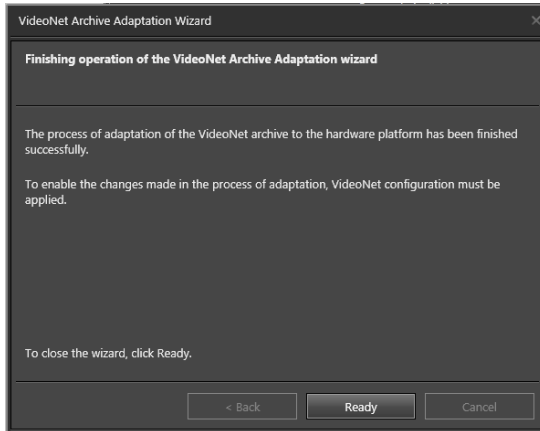 VideoNet Archive Adaptation Wizard
Finishing operation of the VideoNet Archive Adaptation wizard
The process of adaptation of the VideoNet archive to the hardware platform has been finished
successfully.
To enable the changes made in the process of adaptation, VideoNet configuration must be
applied.
To close the wizard, click Ready.
< Back Ready Cancel